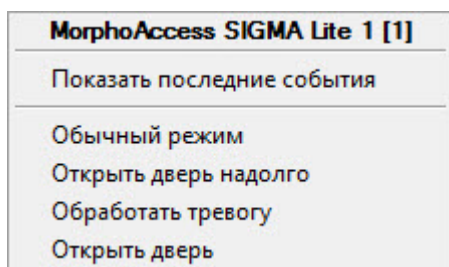 MorphoAccess SIGMA Lite 1 [1]
Показать последние события
Обычный режим
Открыть дверь надолго
Обработать тревогу
Открыть дверь